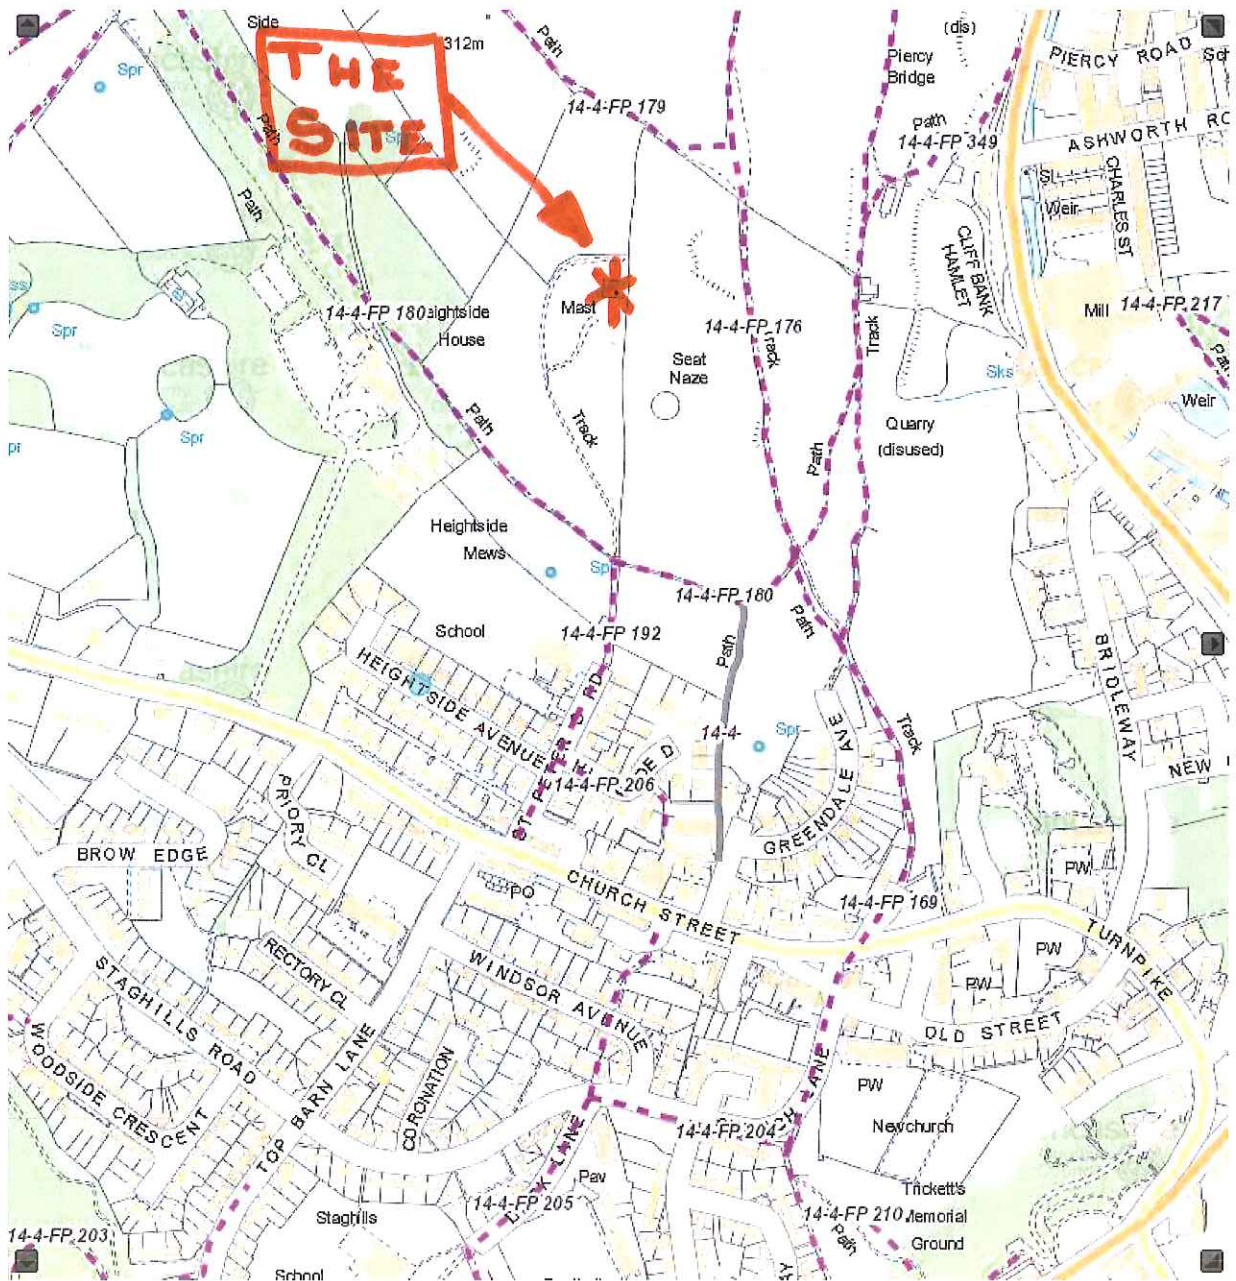 Side
312m
THE
SITE
Spr
Path
Path
14-4-FP 179
(dis)
Piercy
Bridge
Path
14-4-FP 349
PIERCY ROAD
Sch
ASHWORTH RO
CHARLES ST
SL
Weir
CLIFF BANK
HAMLET
Path
Path
Spr
14-4-FP 180
eightside
House
Mast
14-4-FP 176
Track
Track
Mill
14-4-FP 217
Path
Seat
Naze
Sks
Weir
Spr
Path
Track
Path
Quarry
(disused)
Heightside
Mews
14-4-FP 180
Path
Path
School
14-4-FP 192
HEIGHTSIDE AVENUE
14-4-
Spr
Track
BRIDLEWAY
NEW
14-4-FP 206
GREENDALE AVE
PRIORY CL
BROW EDGE
PO
CHURCH STREET
14-4-FP 169
PW
TURNPIKE
PW
PW
RECTORY CL
WINDSOR AVENUE
STAGHILLS ROAD
OLD STREET
WOODSIDE CRESCENT
TOP BARN LANE
CORONATION
PW
14-4-FP 204
Newchurch
14-4-FP 205
Pav
Trickett's
14-4-FP 210
Memorial
Ground
Path
Staghills
School
14-4-FP 203